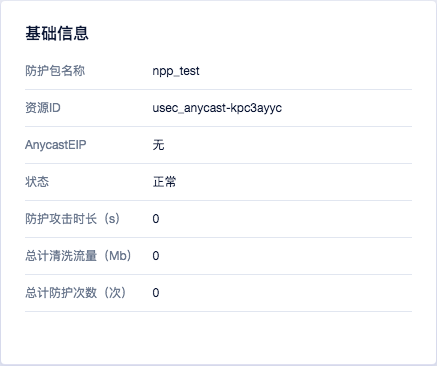 基础信息
防护包名称 npp_test
资源ID usec_anycast-kpc3ayyc
AnycastEIP 无
状态 正常
防护攻击时长（s） 0
总计清洗流量（Mb） 0
总计防护次数（次） 0